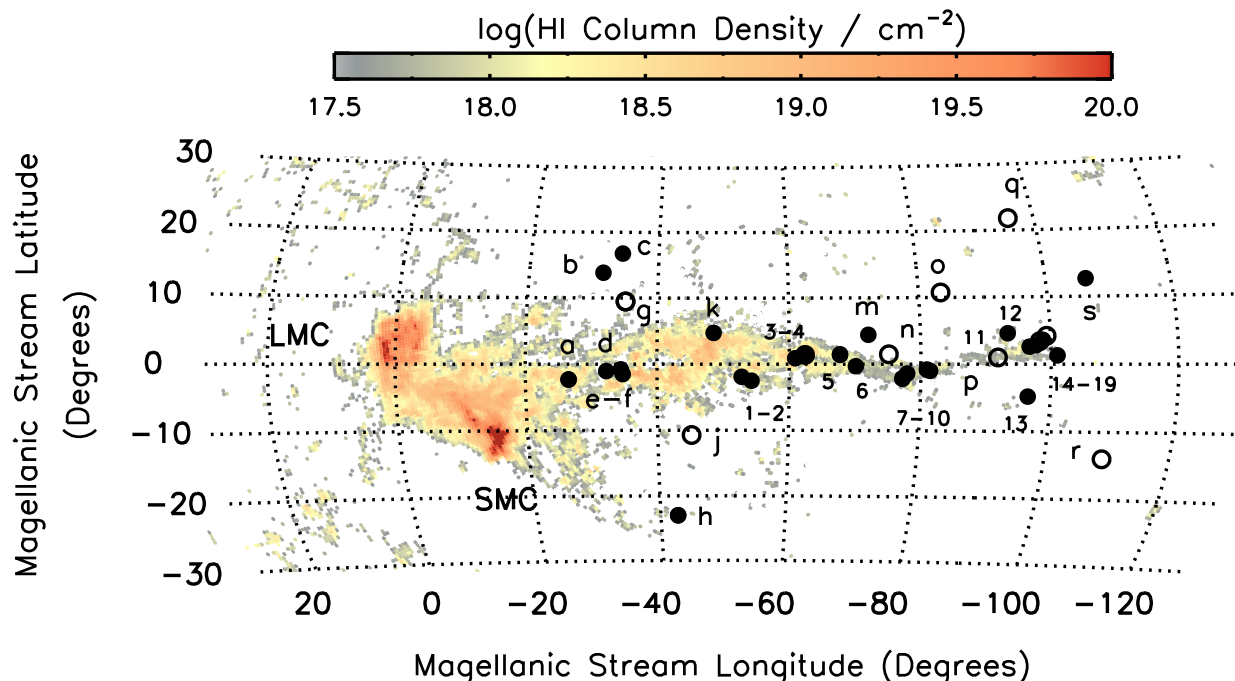 log(HI Column Density / cm−2)
17.5 18.0 18.5 19.0 19.5 20.0
Magellanic Stream Latitude
(Degrees)
30
20
10
0
−10
−20
−30
LMC
SMC
q
b
c
o
g
s
a
d
k
3−4
m
n
12
11
e−f
1−2
5
6
7−10
p
13
14−19
j
r
h
20 0 −20 −40 −60 −80 −100 −120
Magellanic Stream Longitude (Degrees)